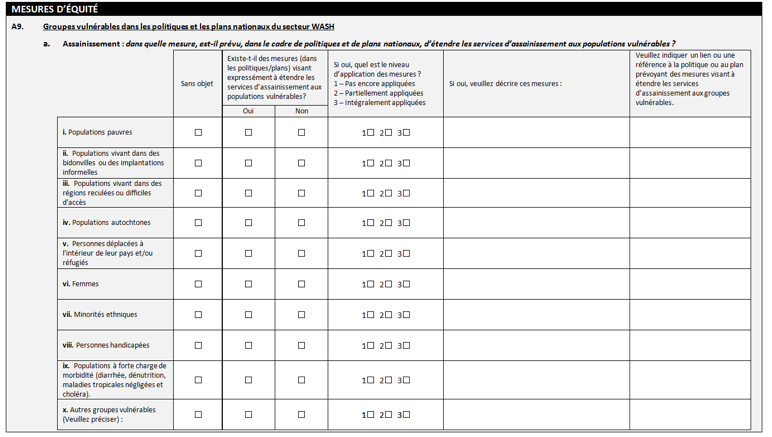 MESURES D'ÉQUITÉ
A9. Groupes vulnérables dans les politiques et les plans nationaux du secteur WASH
a. Assainissement : dans quelle mesure, est-il prévu, dans le cadre de politiques et de plans nationaux, d'étendre les services d'assainissement aux populations vulnérables ?
Sans objet
Existe-t-il des mesures (dans
les politiques/plans) visant
expressément à étendre les
services d'assainissement aux
populations vulnérables?
Oui
Non
Si oui, quel est le niveau
d'application des mesures ?
1 – Pas encore appliquées
2 – Partiellement appliquées
3 – Intégralement appliquées
Si oui, veuillez décrire ces mesures :
Veuillez indiquer un lien ou une
référence à la politique ou au plan
prévoyant des mesures visant à
étendre les services
d'assainissement aux groupes
vulnérables.
i. Populations pauvres
1☐ 2☐ 3☐
ii. Populations vivant dans des
bidonvilles ou des implantations
informelles
1☐ 2☐ 3☐
iii. Populations vivant dans des
régions reculées ou difficiles
d'accès
1☐ 2☐ 3☐
iv. Populations autochtones
1☐ 2☐ 3☐
v. Personnes déplacées à
l'intérieur de leur pays et/ou
réfugiés
1☐ 2☐ 3☐
vi. Femmes
1☐ 2☐ 3☐
vii. Minorités ethniques
1☐ 2☐ 3☐
viii. Personnes handicapées
1☐ 2☐ 3☐
ix. Populations à forte charge de
morbidité (diarrhée, dénutrition,
maladies tropicales négligées et
choléra).
1☐ 2☐ 3☐
x. Autres groupes vulnérables
(Veuillez préciser) :
1☐ 2☐ 3☐